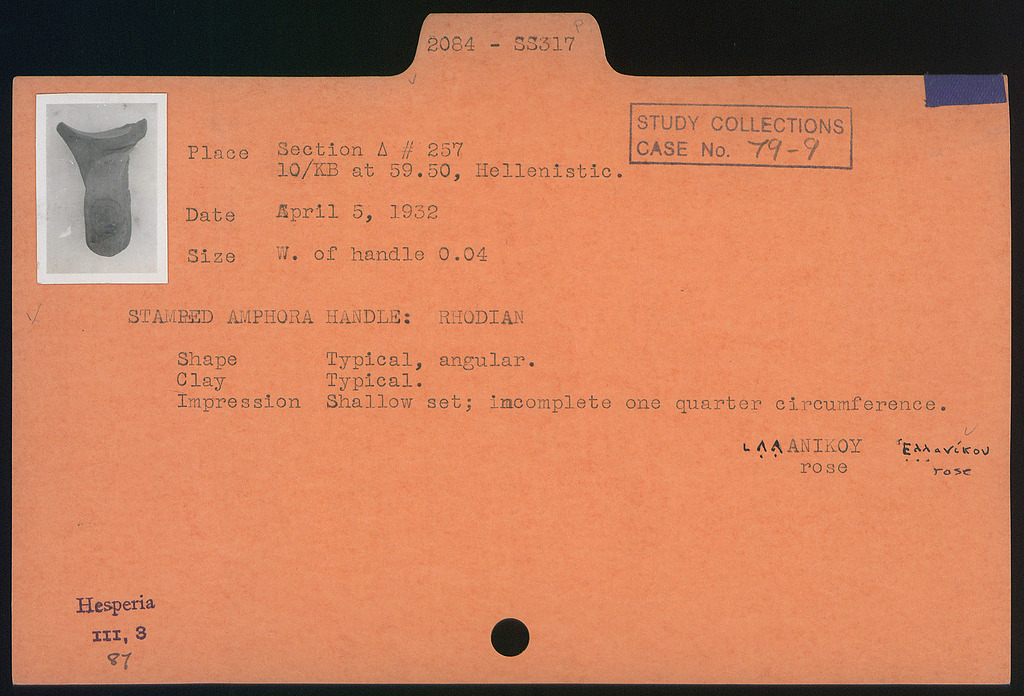 P
2084 - SS317
STUDY COLLECTIONS
CASE No. 79-9
Place Section Δ # 257
10/KB at 59.50, Hellenistic.
Date April 5, 1932
Size W. of handle 0.04
STAMPED AMPHORA HANDLE: RHODIAN
Shape Typical, angular.
Clay Typical.
Impression Shallow set; incomplete one quarter circumference.
ΛΛΑΝΙΚΟΥ Ἑλλανίκου
rose rose
Hesperia
III, 3
87